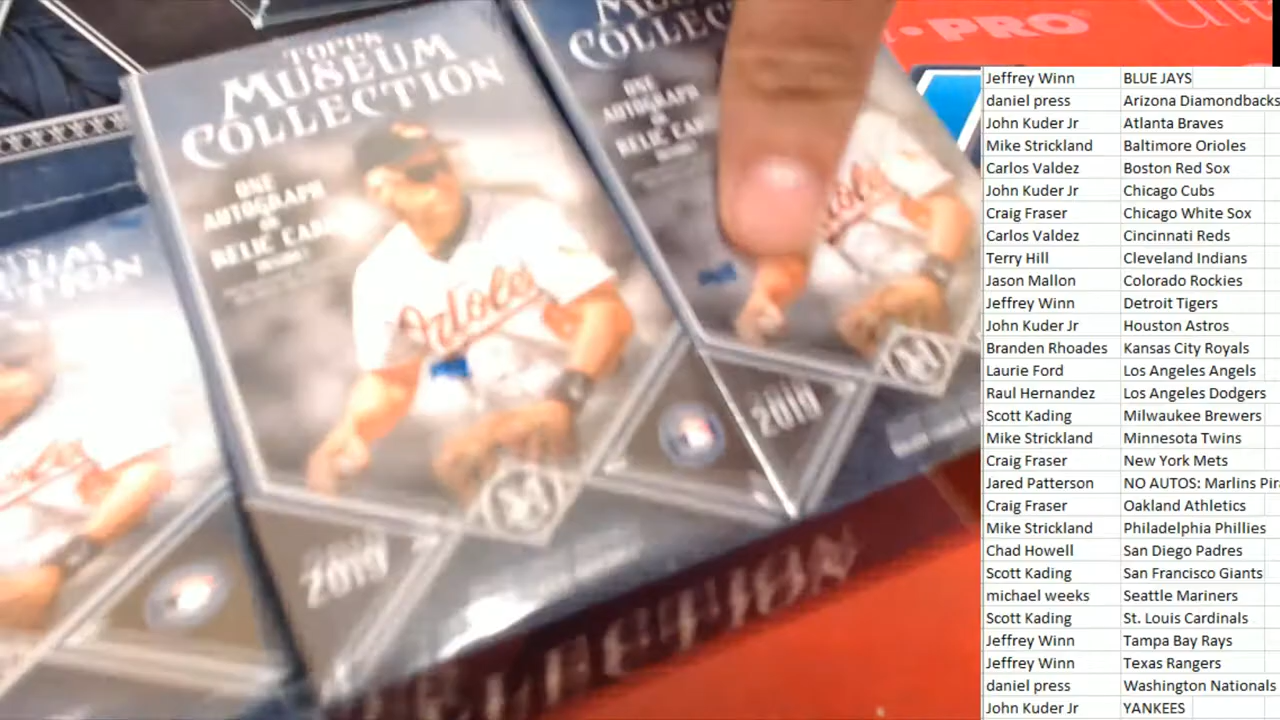 TOPPS
MUSEUM
COLLECTION
ONE
AUTOGRAPH
&
RELIC CARD
Orioles
2019
COLLEC
ONE
AUTOGRAPH
&
RELIC CAR
2019
PRO
Jeffrey Winn BLUE JAYS
daniel press Arizona Diamondbacks
John Kuder Jr Atlanta Braves
Mike Strickland Baltimore Orioles
Carlos Valdez Boston Red Sox
John Kuder Jr Chicago Cubs
Craig Fraser Chicago White Sox
Carlos Valdez Cincinnati Reds
Terry Hill Cleveland Indians
Jason Mallon Colorado Rockies
Jeffrey Winn Detroit Tigers
John Kuder Jr Houston Astros
Branden Rhoades Kansas City Royals
Laurie Ford Los Angeles Angels
Raul Hernandez Los Angeles Dodgers
Scott Kading Milwaukee Brewers
Mike Strickland Minnesota Twins
Craig Fraser New York Mets
Jared Patterson NO AUTOS: Marlins Pir
Craig Fraser Oakland Athletics
Mike Strickland Philadelphia Phillies
Chad Howell San Diego Padres
Scott Kading San Francisco Giants
michael weeks Seattle Mariners
Scott Kading St. Louis Cardinals
Jeffrey Winn Tampa Bay Rays
Jeffrey Winn Texas Rangers
daniel press Washington Nationals
John Kuder Jr YANKEES